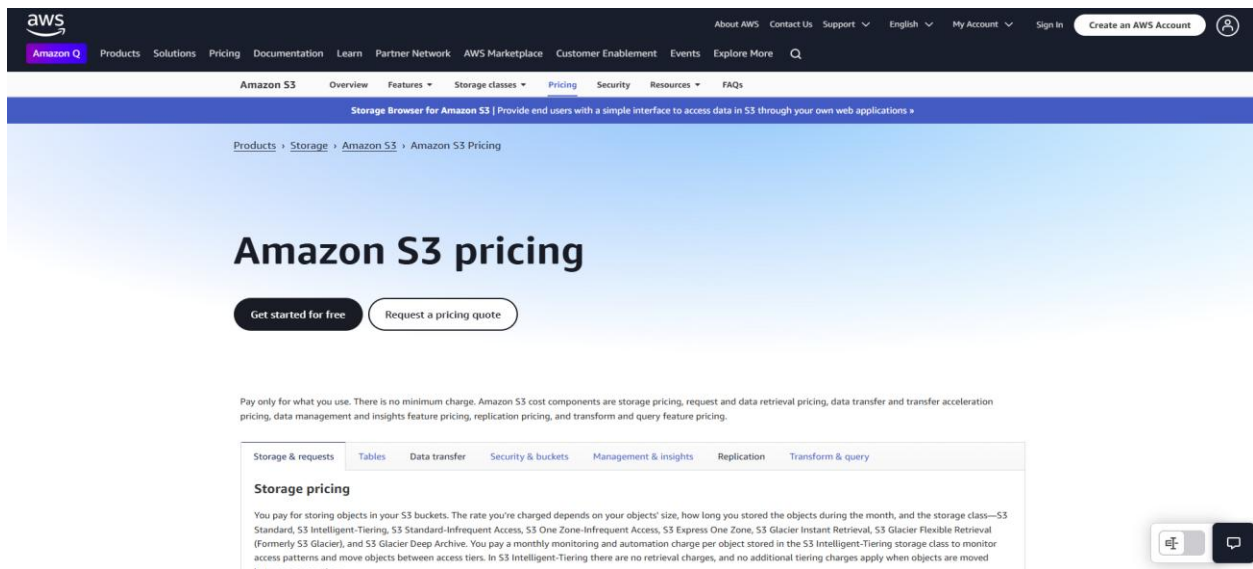 aws
About AWS Contact Us Support English My Account Sign In Create an AWS Account
Amazon Q Products Solutions Pricing Documentation Learn Partner Network AWS Marketplace Customer Enablement Events Explore More
Amazon S3 Overview Features Storage classes Pricing Security Resources FAQs
Storage Browser for Amazon S3 | Provide end users with a simple interface to access data in S3 through your own web applications »
Products › Storage › Amazon S3 › Amazon S3 Pricing
Amazon S3 pricing
Get started for free Request a pricing quote
Pay only for what you use. There is no minimum charge. Amazon S3 cost components are storage pricing, request and data retrieval pricing, data transfer and transfer acceleration
pricing, data management and insights feature pricing, replication pricing, and transform and query feature pricing.
Storage & requests Tables Data transfer Security & buckets Management & insights Replication Transform & query
Storage pricing
You pay for storing objects in your S3 buckets. The rate you're charged depends on your objects' size, how long you stored the objects during the month, and the storage class—S3
Standard, S3 Intelligent-Tiering, S3 Standard-Infrequent Access, S3 One Zone-Infrequent Access, S3 Express One Zone, S3 Glacier Instant Retrieval, S3 Glacier Flexible Retrieval
(Formerly S3 Glacier), and S3 Glacier Deep Archive. You pay a monthly monitoring and automation charge per object stored in the S3 Intelligent-Tiering storage class to monitor
access patterns and move objects between access tiers. In S3 Intelligent-Tiering there are no retrieval charges, and no additional tiering charges apply when objects are moved